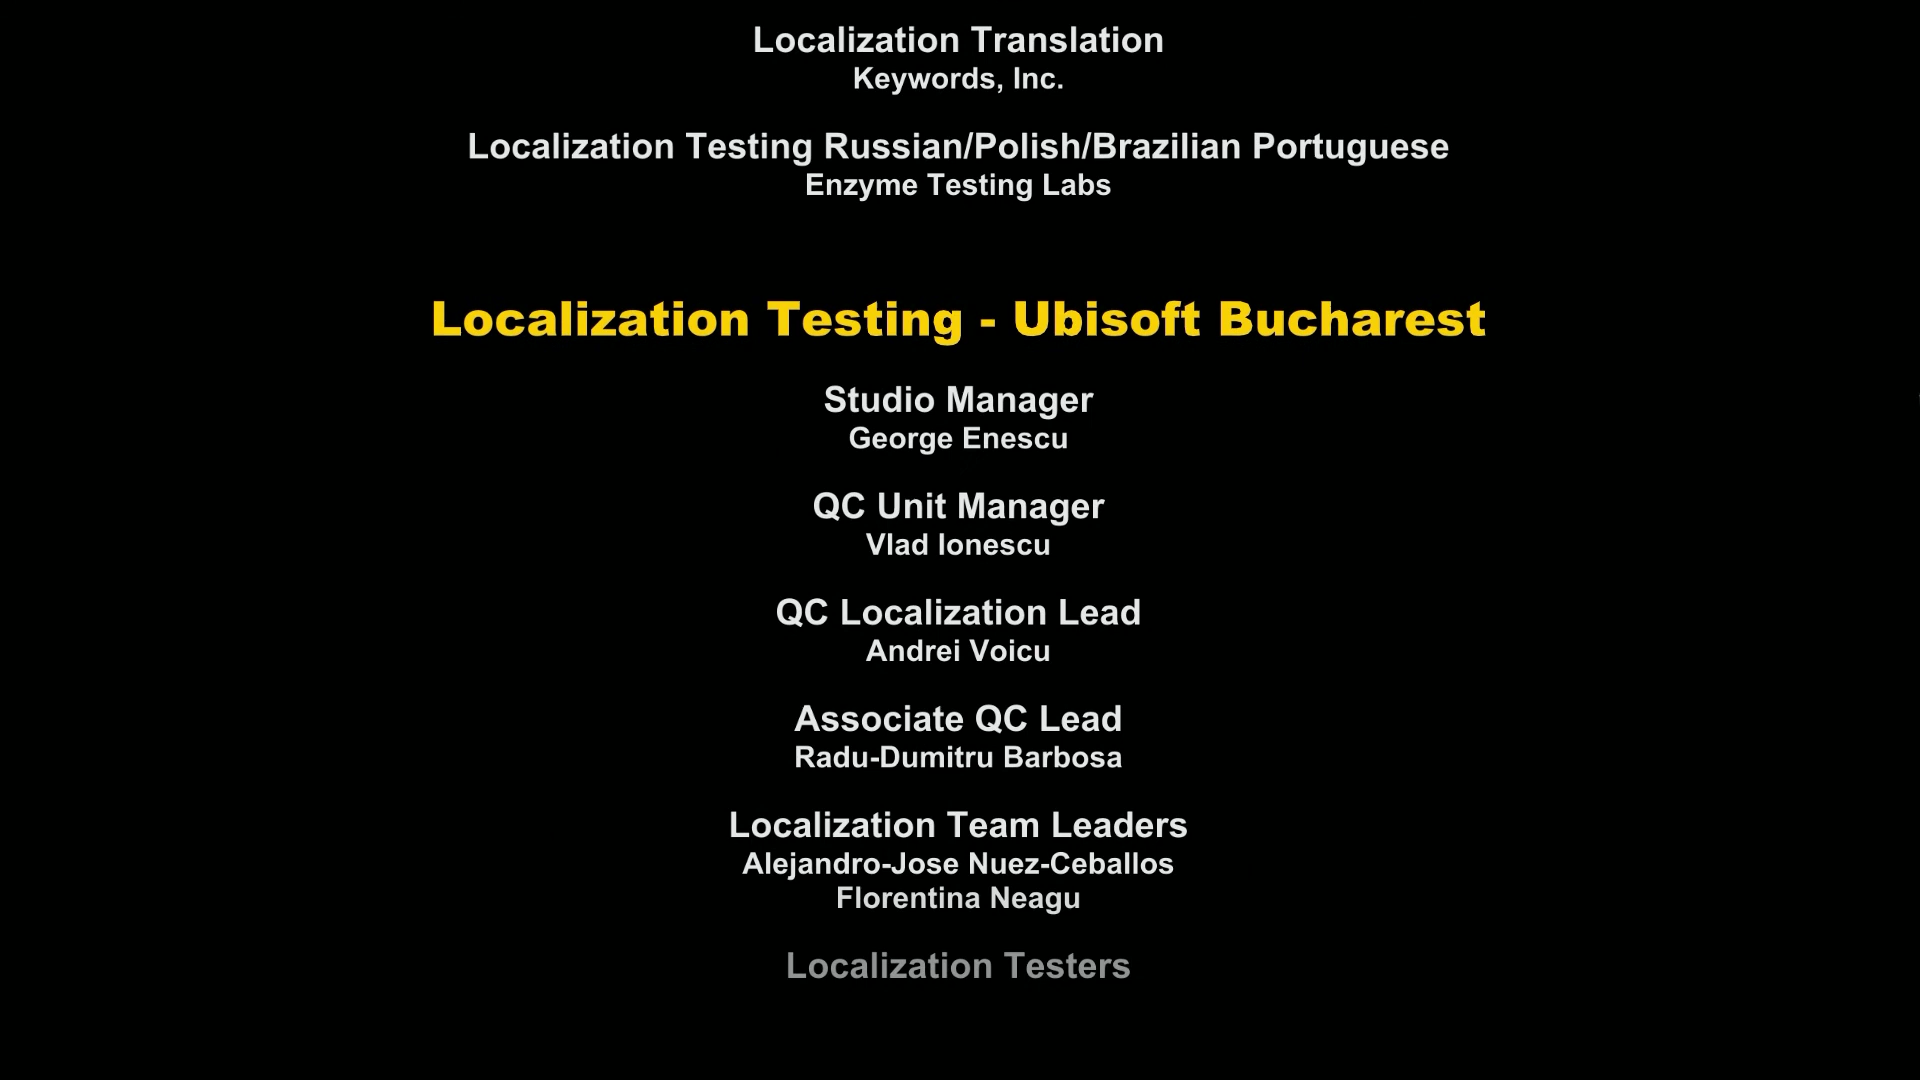 Localization Translation
Keywords, Inc.
Localization Testing Russian/Polish/Brazilian Portuguese
Enzyme Testing Labs
Localization Testing - Ubisoft Bucharest
Studio Manager
George Enescu
QC Unit Manager
Vlad Ionescu
QC Localization Lead
Andrei Voicu
Associate QC Lead
Radu-Dumitru Barbosa
Localization Team Leaders
Alejandro-Jose Nuez-Ceballos
Florentina Neagu
Localization Testers